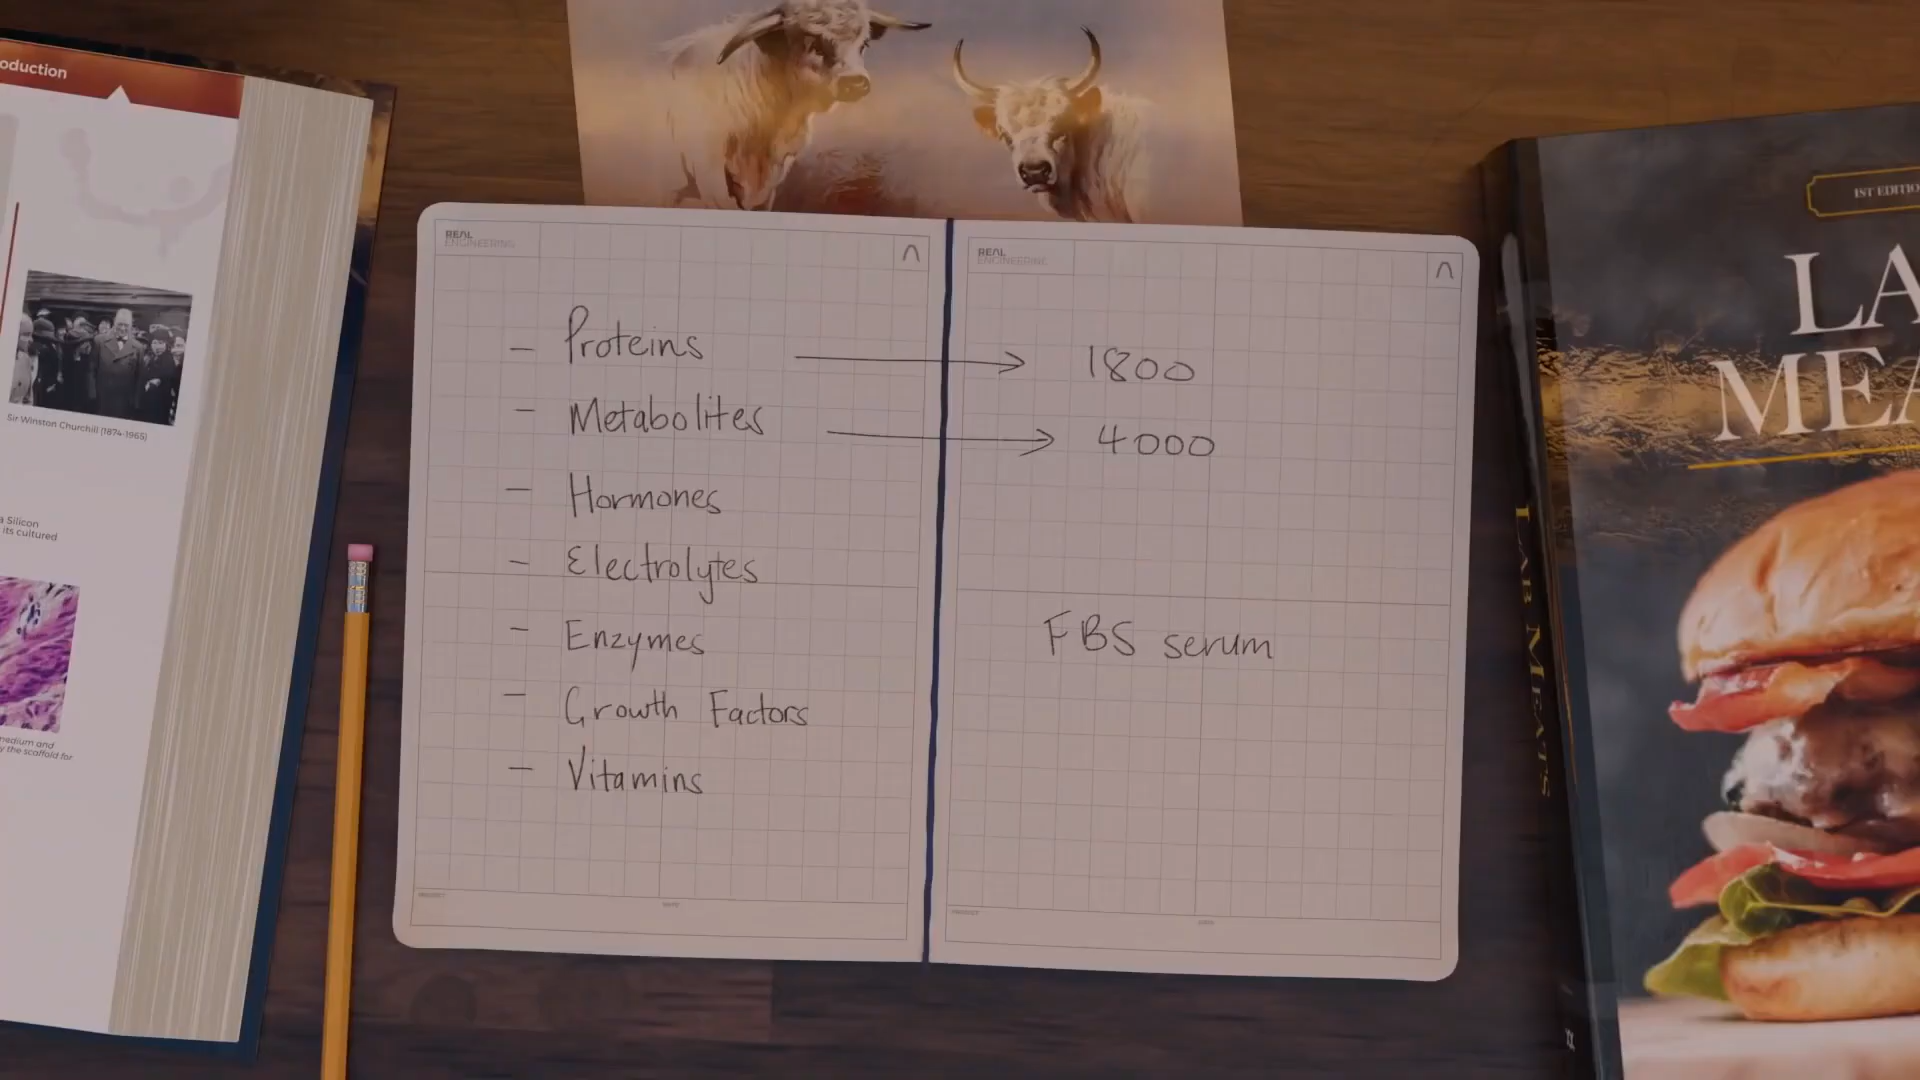 oduction
Sir Winston Churchill (1874-1965)
a Silicon
its cultured
medium and
y the scaffold for
REAL
ENGINEERING
- Proteins
- Metabolites
- Hormones
- Electrolytes
- Enzymes
- Growth Factors
- Vitamins
REAL
ENGINEERING
1800
4000
FBS serum
1ST EDITIO
LA
MEA
LAB MEATS